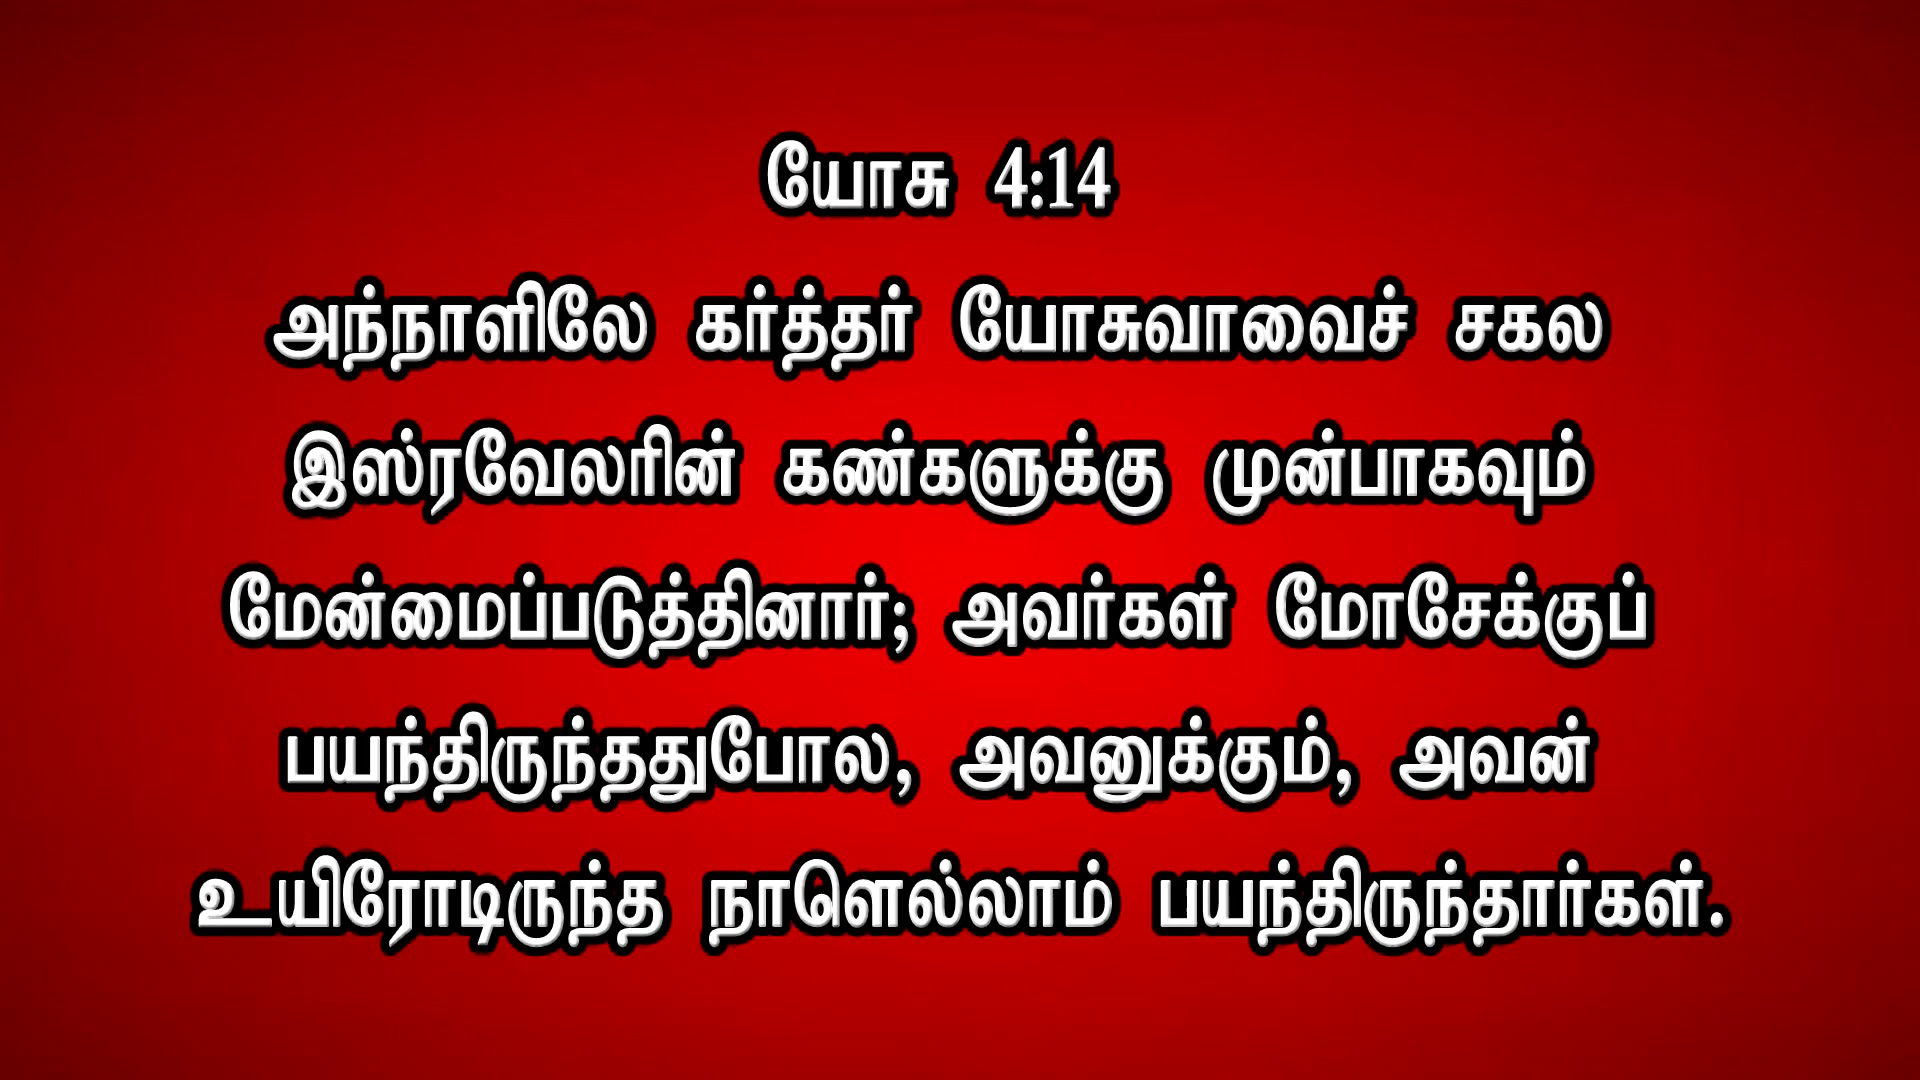 யோசு 4:14
அந்நாளிலே கர்த்தர் யோசுவாவைச் சகல
இஸ்ரவேலரின் கண்களுக்கு முன்பாகவும்
மேன்மைப்படுத்தினார்; அவர்கள் மோசேக்குப்
பயந்திருந்ததுபோல, அவனுக்கும், அவன்
உயிரோடிருந்த நாளெல்லாம் பயந்திருந்தார்கள்.